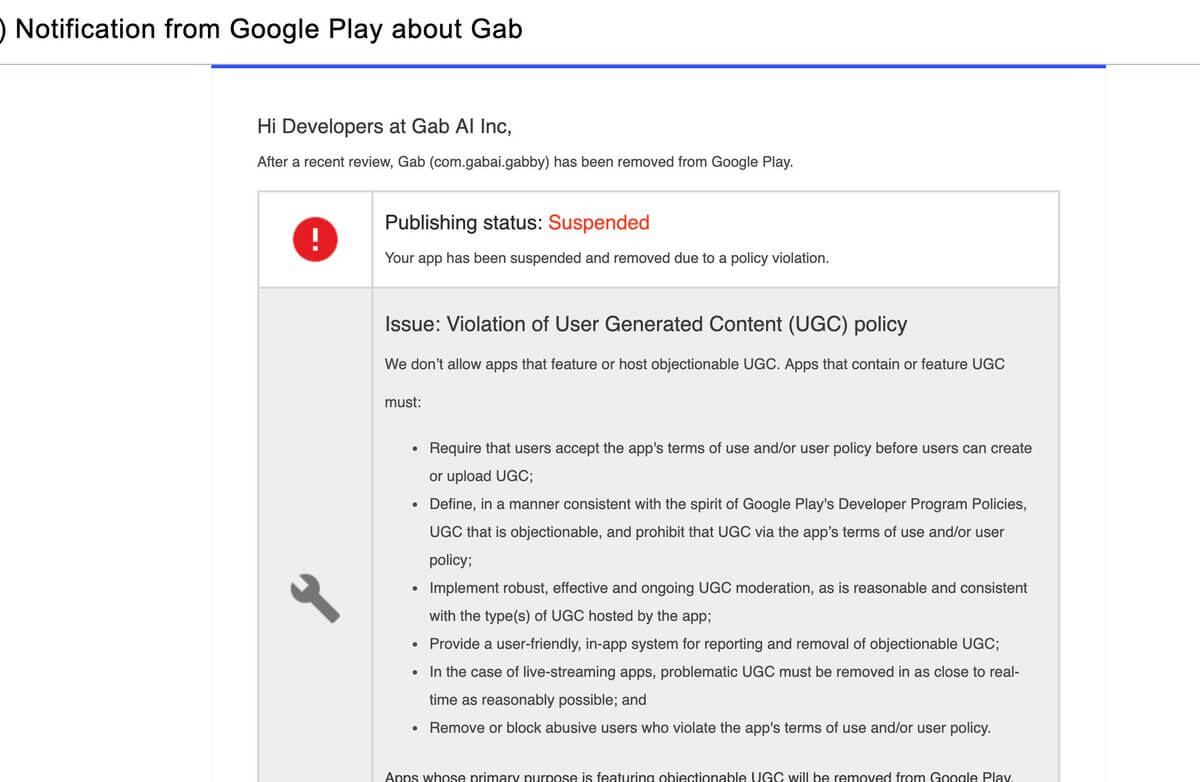 ) Notification from Google Play about Gab
Hi Developers at Gab AI Inc,
After a recent review, Gab (com.gabai.gabby) has been removed from Google Play.
!
Publishing status: Suspended
Your app has been suspended and removed due to a policy violation.
Issue: Violation of User Generated Content (UGC) policy
We don't allow apps that feature or host objectionable UGC. Apps that contain or feature UGC
must:
• Require that users accept the app's terms of use and/or user policy before users can create
or upload UGC;
• Define, in a manner consistent with the spirit of Google Play's Developer Program Policies,
UGC that is objectionable, and prohibit that UGC via the app's terms of use and/or user
policy;
• Implement robust, effective and ongoing UGC moderation, as is reasonable and consistent
with the type(s) of UGC hosted by the app;
• Provide a user-friendly, in-app system for reporting and removal of objectionable UGC;
• In the case of live-streaming apps, problematic UGC must be removed in as close to real-
time as reasonably possible; and
• Remove or block abusive users who violate the app's terms of use and/or user policy.
Apps whose primary purpose is featuring objectionable UGC will be removed from Google Play.